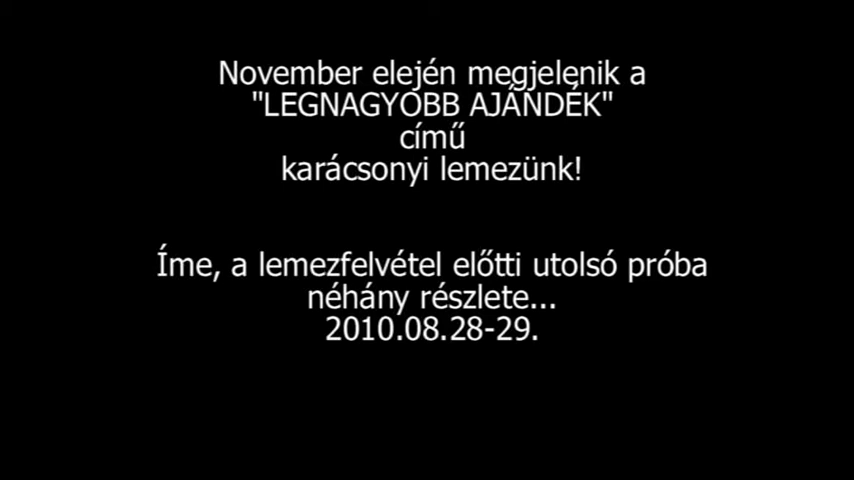 November elején megjelenik a
"LEGNAGYOBB AJÁNDÉK"
című
karácsonyi lemezünk!
Íme, a lemezfelvétel előtti utolsó próba
néhány részlete...
2010.08.28-29.